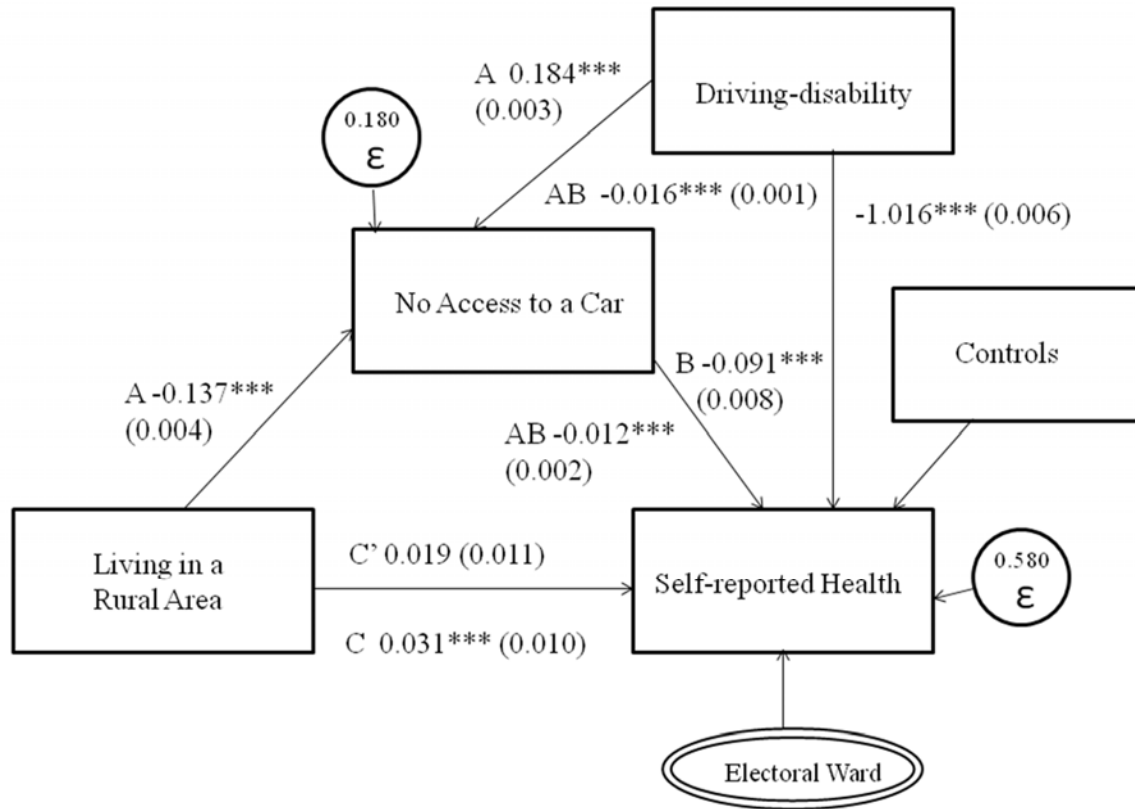 A 0.184***
(0.003)
Driving-disability
0.180
ε
AB -0.016*** (0.001)
-1.016*** (0.006)
No Access to a Car
Controls
A -0.137***
(0.004)
B -0.091***
(0.008)
AB -0.012***
(0.002)
Living in a
Rural Area
C’ 0.019 (0.011)
C 0.031*** (0.010)
Self-reported Health
0.580
ε
Electoral Ward